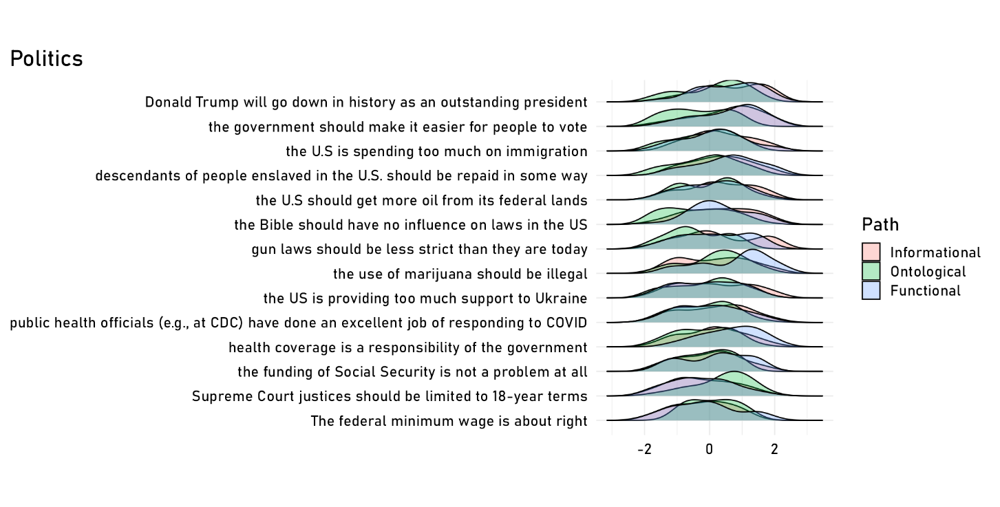 Politics
Donald Trump will go down in history as an outstanding president
the government should make it easier for people to vote
the U.S is spending too much on immigration
descendants of people enslaved in the U.S. should be repaid in some way
the U.S should get more oil from its federal lands
the Bible should have no influence on laws in the US
gun laws should be less strict than they are today
the use of marijuana should be illegal
the US is providing too much support to Ukraine
public health officials (e.g., at CDC) have done an excellent job of responding to COVID
health coverage is a responsibility of the government
the funding of Social Security is not a problem at all
Supreme Court justices should be limited to 18-year terms
The federal minimum wage is about right
-2 0 2
Path
Informational
Ontological
Functional